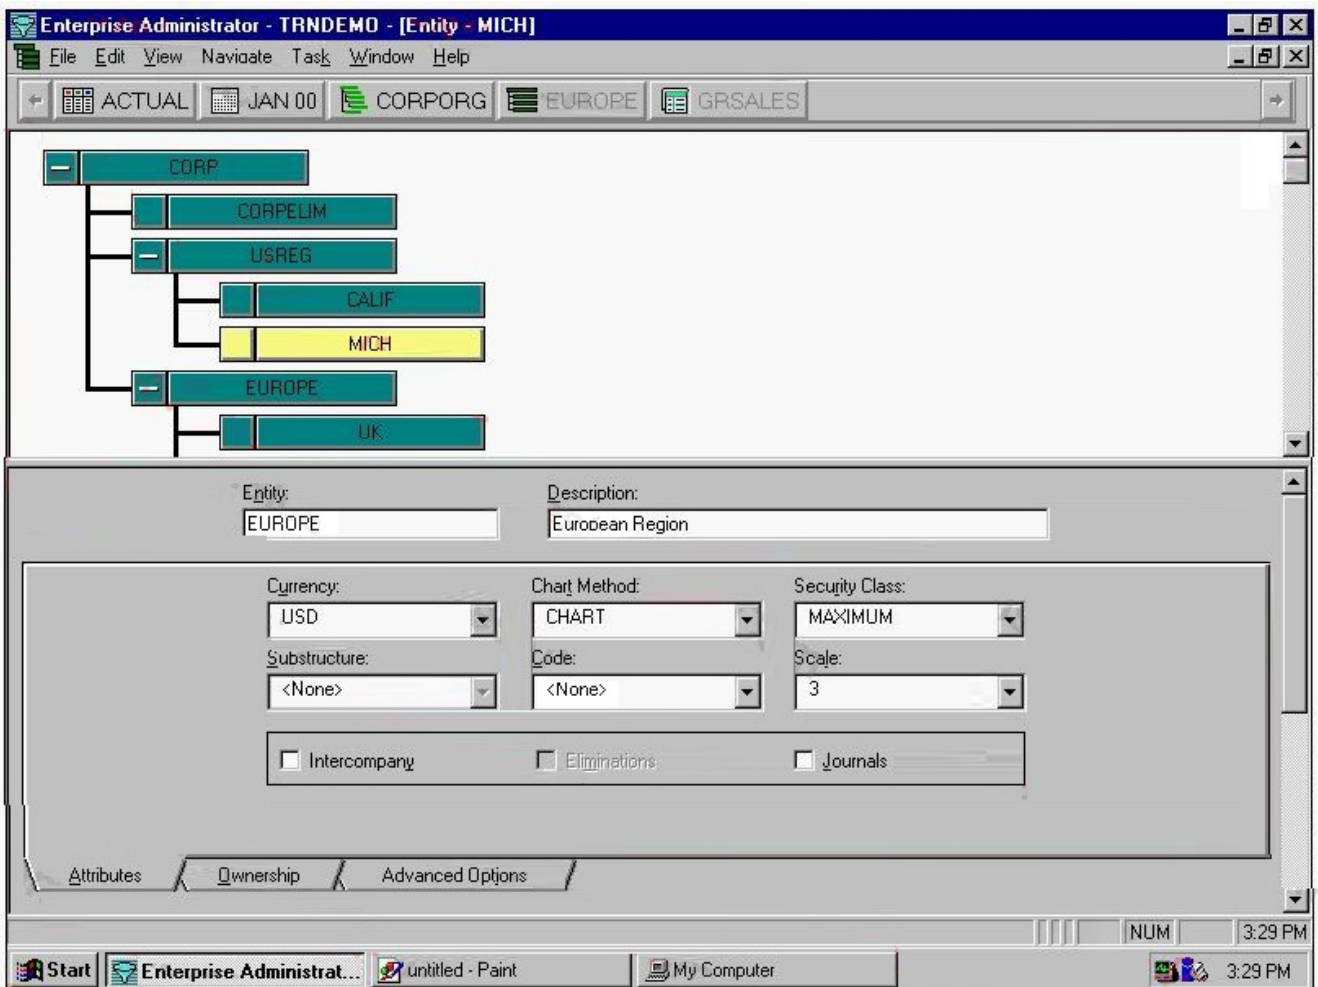 Enterprise Administrator - TRNDEMO - [Entity - MICH]
File Edit View Navigate Task Window Help
ACTUAL JAN 00 CORPORG EUROPE GRSALES
CORP
CORPELIM
USREG
CALIF
MICH
EUROPE
UK
Entity: Description:
EUROPE European Region
Currency: Chart Method: Security Class:
USD CHART MAXIMUM
Substructure: Code: Scale:
<None> <None> 3
Intercompany Eliminations Journals
Attributes Ownership Advanced Options
NUM 3:29 PM
Start Enterprise Administrat... untitled - Paint My Computer 3:29 PM